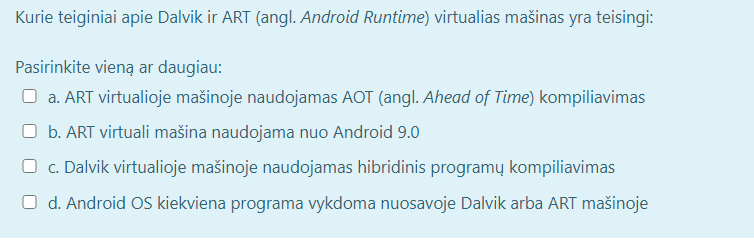 Kurie teiginiai apie Dalvik ir ART (angl. Android Runtime) virtualias mašinas yra teisingi:
Pasirinkite vieną ar daugiau:
a. ART virtualioje mašinoje naudojamas AOT (angl. Ahead of Time) kompiliavimas
b. ART virtuali mašina naudojama nuo Android 9.0
c. Dalvik virtualioje mašinoje naudojamas hibridinis programų kompiliavimas
d. Android OS kiekviena programa vykdoma nuosavoje Dalvik arba ART mašinoje